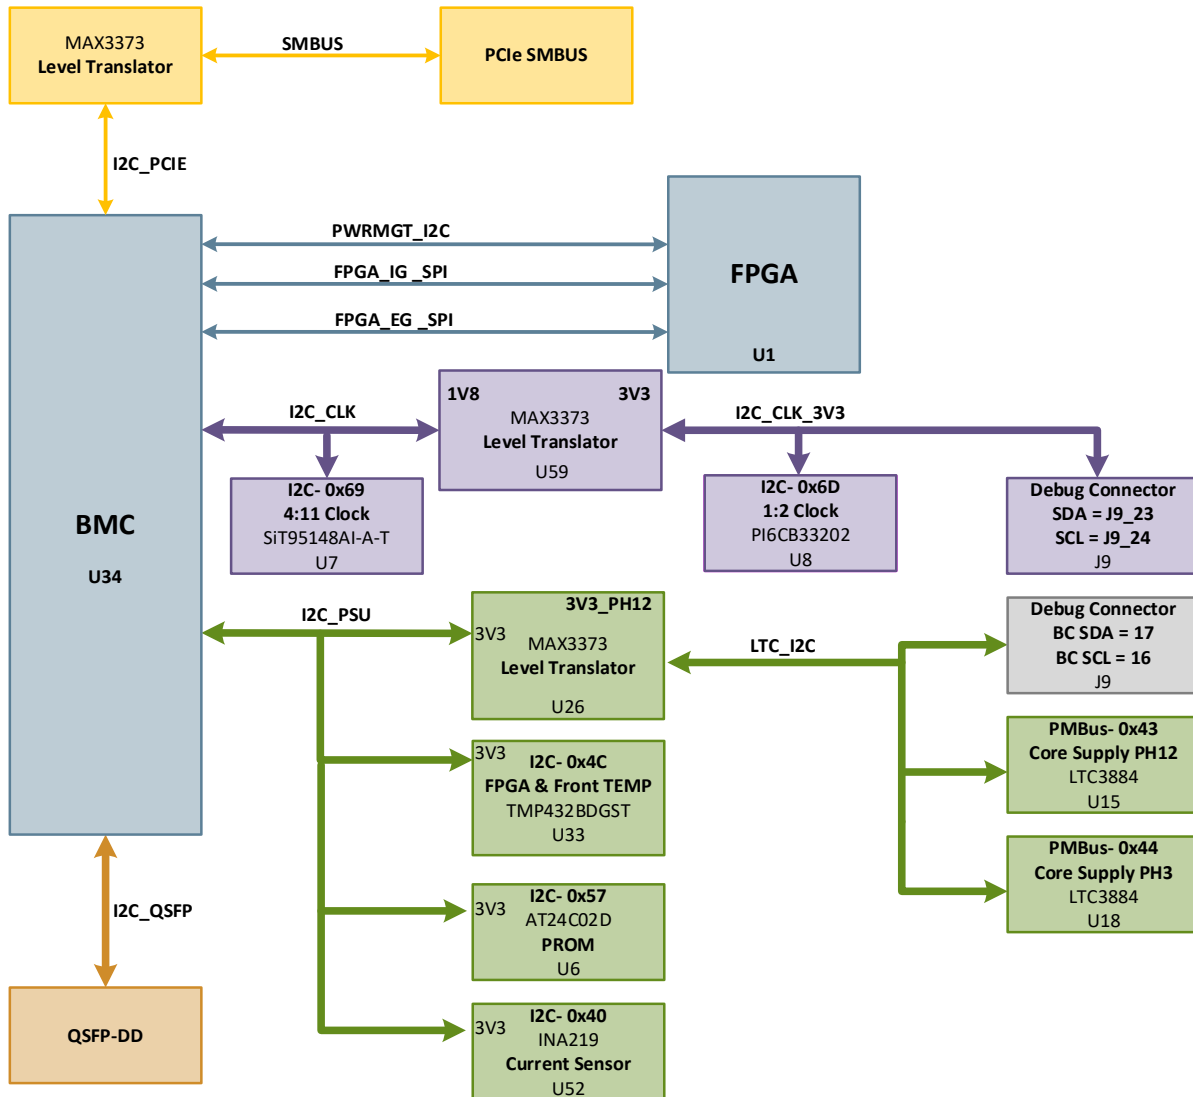 MAX3373
Level Translator
SMBUS
PCIe SMBUS
I2C_PCIE
PWRMGT_I2C
FPGA_IG _SPI
FPGA_EG _SPI
FPGA
U1
BMC
U34
I2C_CLK
1V8
3V3
MAX3373
Level Translator
U59
I2C_CLK_3V3
I2C- 0x69
4:11 Clock
SiT95148AI-A-T
U7
I2C- 0x6D
1:2 Clock
PI6CB33202
U8
Debug Connector
SDA = J9_23
SCL = J9_24
J9
I2C_PSU
3V3_PH12
3V3
MAX3373
Level Translator
U26
LTC_I2C
Debug Connector
BC SDA = 17
BC SCL = 16
J9
3V3
I2C- 0x4C
FPGA & Front TEMP
TMP432BDGST
U33
PMBus- 0x43
Core Supply PH12
LTC3884
U15
PMBus- 0x44
Core Supply PH3
LTC3884
U18
I2C_QSFP
3V3
I2C- 0x57
AT24C02D
PROM
U6
QSFP-DD
3V3
I2C- 0x40
INA219
Current Sensor
U52